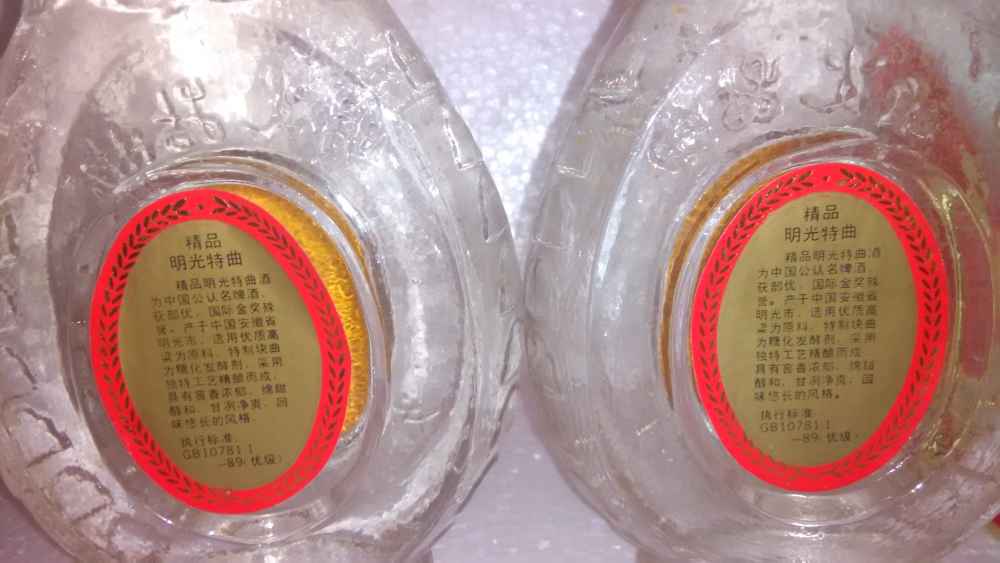 精品
明光特曲
精品明光特曲酒
为中国公认名啤酒、
获部优、国际金奖殊
誉。产于中国安徽省
明光市、选用优质高
粱为原料、特制块曲
为糖化发酵剂、采用
独特工艺精酿而成、
具有窖香浓郁、绵甜
醇和、甘冽净爽、回
味悠长的风格。
执行标准:
GB10781.1
—89(优级)
精品
明光特曲
精品明光特曲酒
为中国公认名啤酒、
获部优、国际金奖殊
誉。产于中国安徽省
明光市、选用优质高
粱为原料、特制块曲
为糖化发酵剂、采用
独特工艺精酿而成、
具有窖香浓郁、绵甜
醇和、甘冽净爽、回
味悠长的风格。
执行标准:
GB10781.1
—89(优级)